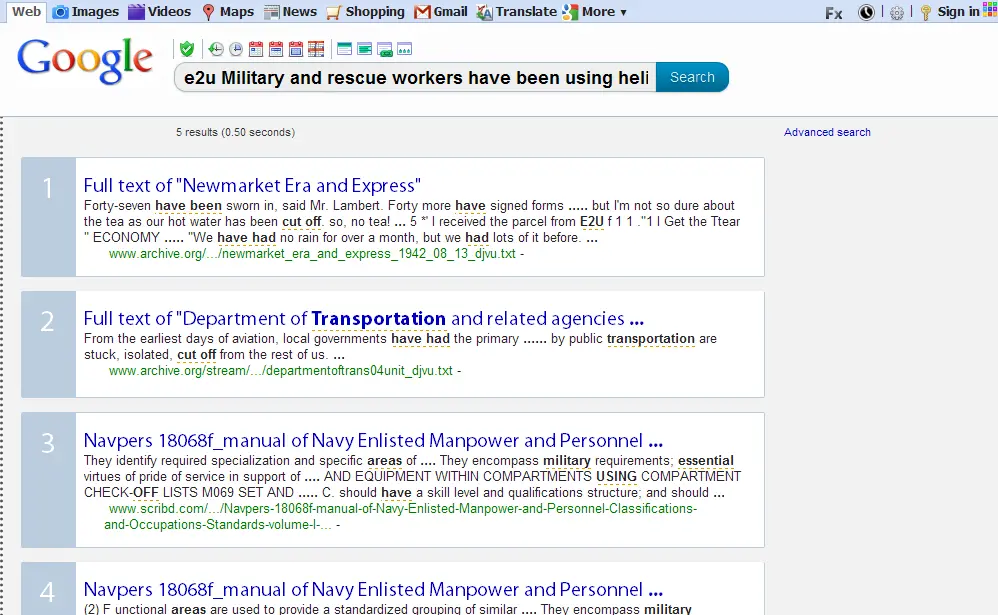 Web Images Videos Maps News Shopping Gmail Translate More ▼ Fx Sign in
Google
e2u Military and rescue workers have been using heli Search
5 results (0.50 seconds) Advanced search
1
Full text of "Newmarket Era and Express"
Forty-seven have been sworn in, said Mr. Lambert. Forty more have signed forms ..... but I'm not so dure about
the tea as our hot water has been cut off. so, no tea! ... 5 *' I received the parcel from E2U f 1 1 ."1 I Get the Ttear
" ECONOMY ..... "We have had no rain for over a month, but we had lots of it before. ...
www.archive.org/.../newmarket_era_and_express_1942_08_13_djvu.txt -
2
Full text of "Department of Transportation and related agencies ...
From the earliest days of aviation, local governments have had the primary ...... by public transportation are
stuck, isolated, cut off from the rest of us. ...
www.archive.org/stream/.../departmentoftrans04unit_djvu.txt -
3
Navpers 18068f_manual of Navy Enlisted Manpower and Personnel ...
They identify required specialization and specific areas of .... They encompass military requirements; essential
virtues of pride of service in support of .... AND EQUIPMENT WITHIN COMPARTMENTS USING COMPARTMENT
CHECK-OFF LISTS M069 SET AND ..... C. should have a skill level and qualifications structure; and should ...
www.scribd.com/.../Navpers-18068f-manual-of-Navy-Enlisted-Manpower-and-Personnel-Classifications-
and-Occupations-Standards-volume-I-... -
4
Navpers 18068f_manual of Navy Enlisted Manpower and Personnel ...
(2) F unctional areas are used to provide a standardized grouping of similar .... They encompass military